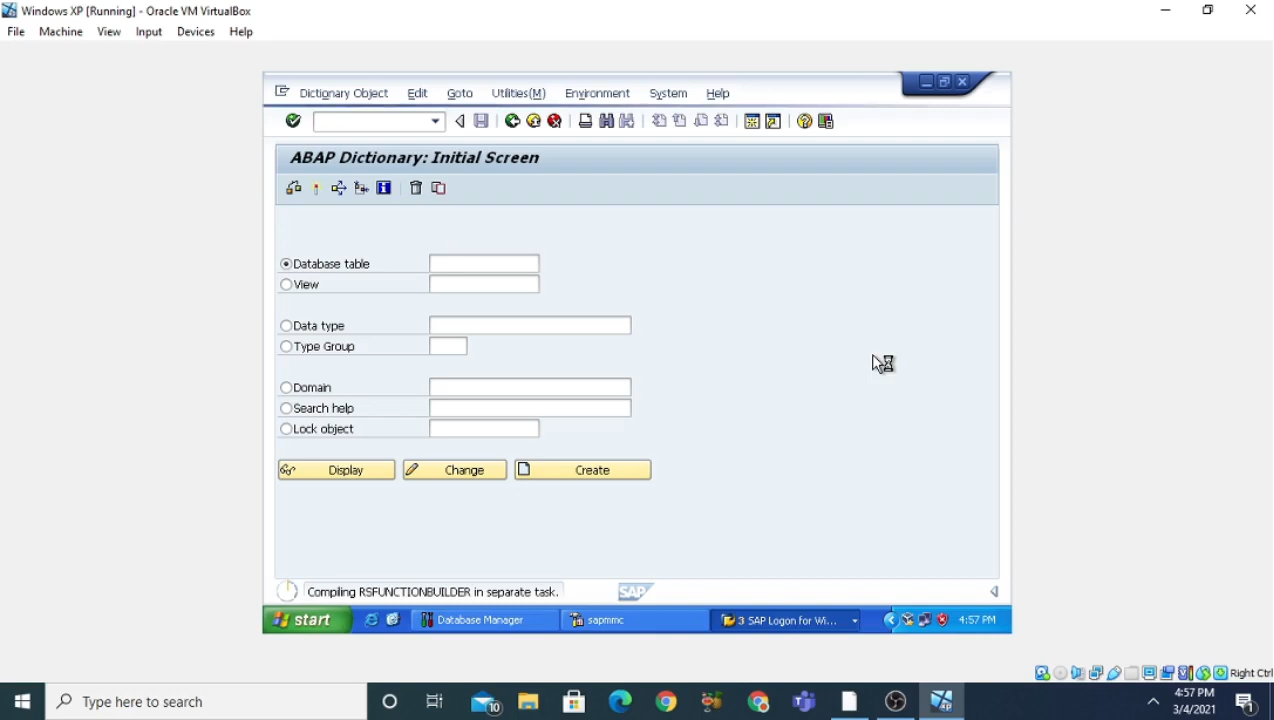 Windows XP [Running] - Oracle VM VirtualBox
File Machine View Input Devices Help
Dictionary Object Edit Goto Utilities(M) Environment System Help
ABAP Dictionary: Initial Screen
Database table
View
Data type
Type Group
Domain
Search help
Lock object
Display Change Create
Compiling RSFUNCTIONBUILDER in separate task.
SAP
start Database Manager sapmmc 3 SAP Logon for Wi... 4:57 PM
Right Ctrl
Type here to search 10 4:57 PM
3/4/2021 1